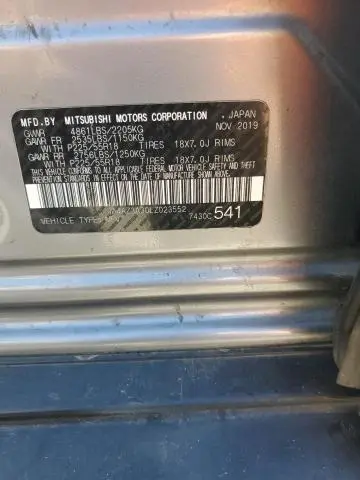 MFD.BY MITSUBISHI MOTORS CORPORATION , JAPAN
GVWR 4861LBS/2205KG NOV 2019
GAWR FR 2535LBS/1150KG
WITH P225/55R18 TIRES 18X7.0J RIMS
GAWR RR 2756LBS/1250KG
WITH P225/55R18 TIRES 18X7.0J RIMS
THIS VEHICLE CONFORMS TO ALL APPLICABLE
FEDERAL MOTOR VEHICLE SAFETY THEFT
PREVENTION STANDARDS IN EFFECT ON THE DATE
OF MANUFACTURE SHOWN ABOVE.
LZ023552
VEHICLE TYPE: 7430C 541